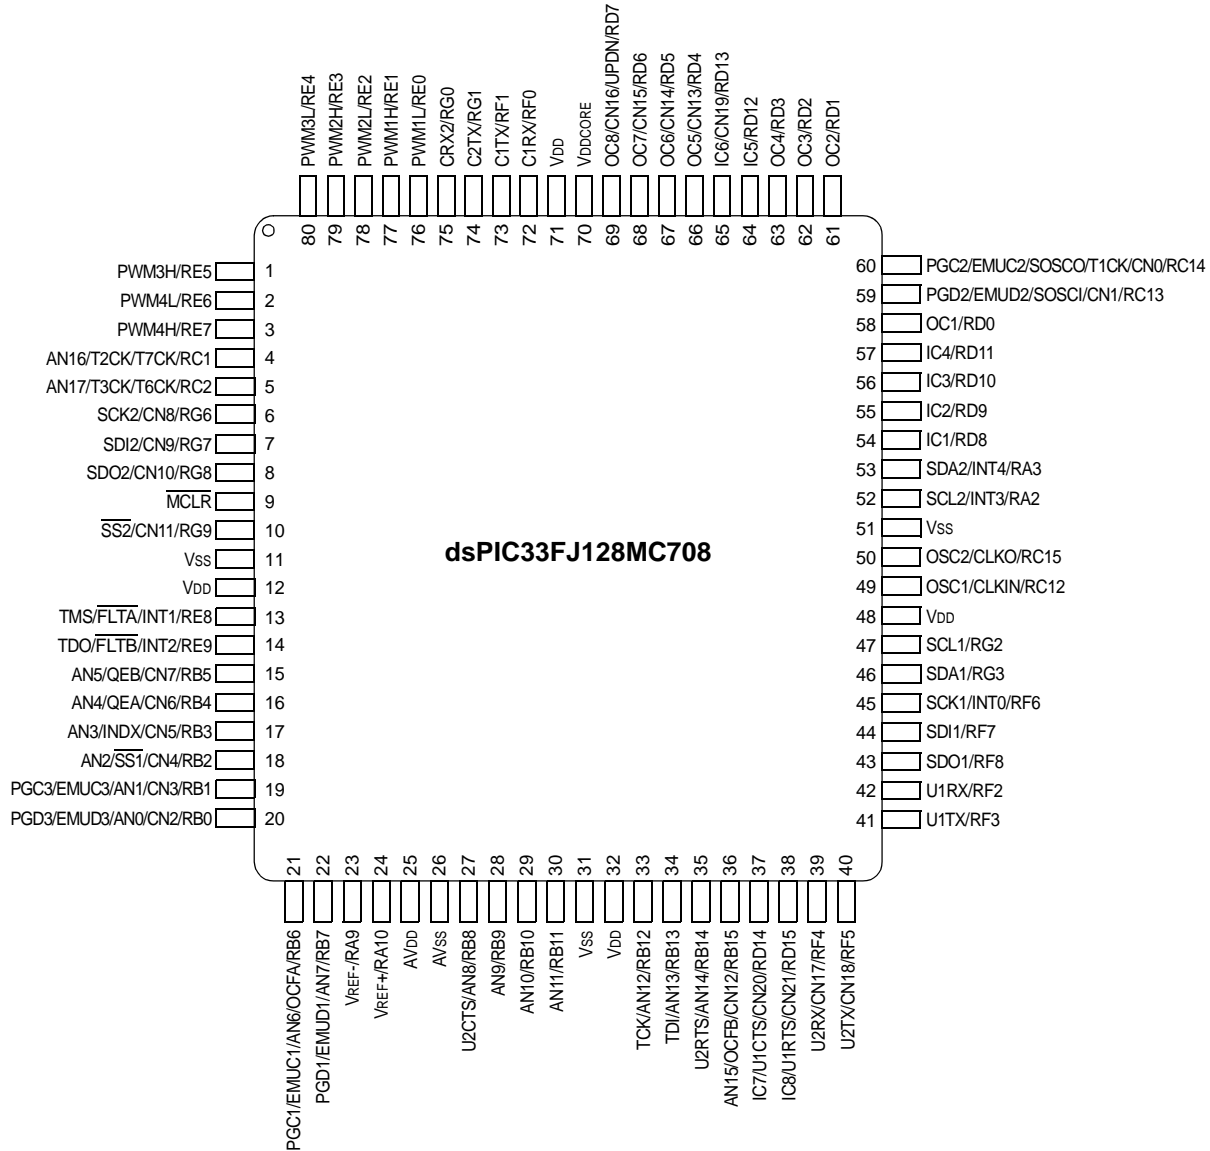 PWM3L/RE4
PWM2H/RE3
PWM2L/RE2
PWM1H/RE1
PWM1L/RE0
CRX2/RG0
C2TX/RG1
C1TX/RF1
C1RX/RF0
VDD
VDDCORE
OC8/CN16/UPDN/RD7
OC7/CN15/RD6
OC6/CN14/RD5
OC5/CN13/RD4
IC6/CN19/RD13
IC5/RD12
OC4/RD3
OC3/RD2
OC2/RD1
80 79 78 77 76 75 74 73 72 71 70 69 68 67 66 65 64 63 62 61
PWM3H/RE5 1
PWM4L/RE6 2
PWM4H/RE7 3
AN16/T2CK/T7CK/RC1 4
AN17/T3CK/T6CK/RC2 5
SCK2/CN8/RG6 6
SDI2/CN9/RG7 7
SDO2/CN10/RG8 8
MCLR 9
SS2/CN11/RG9 10
VSS 11
VDD 12
TMS/FLTA/INT1/RE8 13
TDO/FLTB/INT2/RE9 14
AN5/QEB/CN7/RB5 15
AN4/QEA/CN6/RB4 16
AN3/INDX/CN5/RB3 17
AN2/SS1/CN4/RB2 18
PGC3/EMUC3/AN1/CN3/RB1 19
PGD3/EMUD3/AN0/CN2/RB0 20
dsPIC33FJ128MC708
60 PGC2/EMUC2/SOSCO/T1CK/CN0/RC14
59 PGD2/EMUD2/SOSCI/CN1/RC13
58 OC1/RD0
57 IC4/RD11
56 IC3/RD10
55 IC2/RD9
54 IC1/RD8
53 SDA2/INT4/RA3
52 SCL2/INT3/RA2
51 VSS
50 OSC2/CLKO/RC15
49 OSC1/CLKIN/RC12
48 VDD
47 SCL1/RG2
46 SDA1/RG3
45 SCK1/INT0/RF6
44 SDI1/RF7
43 SDO1/RF8
42 U1RX/RF2
41 U1TX/RF3
21 22 23 24 25 26 27 28 29 30 31 32 33 34 35 36 37 38 39 40
PGC1/EMUC1/AN6/OCFA/RB6
PGD1/EMUD1/AN7/RB7
VREF-/RA9
VREF+/RA10
AVDD
AVSS
U2CTS/AN8/RB8
AN9/RB9
AN10/RB10
AN11/RB11
VSS
VDD
TCK/AN12/RB12
TDI/AN13/RB13
U2RTS/AN14/RB14
AN15/OCFB/CN12/RB15
IC7/U1CTS/CN20/RD14
IC8/U1RTS/CN21/RD15
U2RX/CN17/RF4
U2TX/CN18/RF5